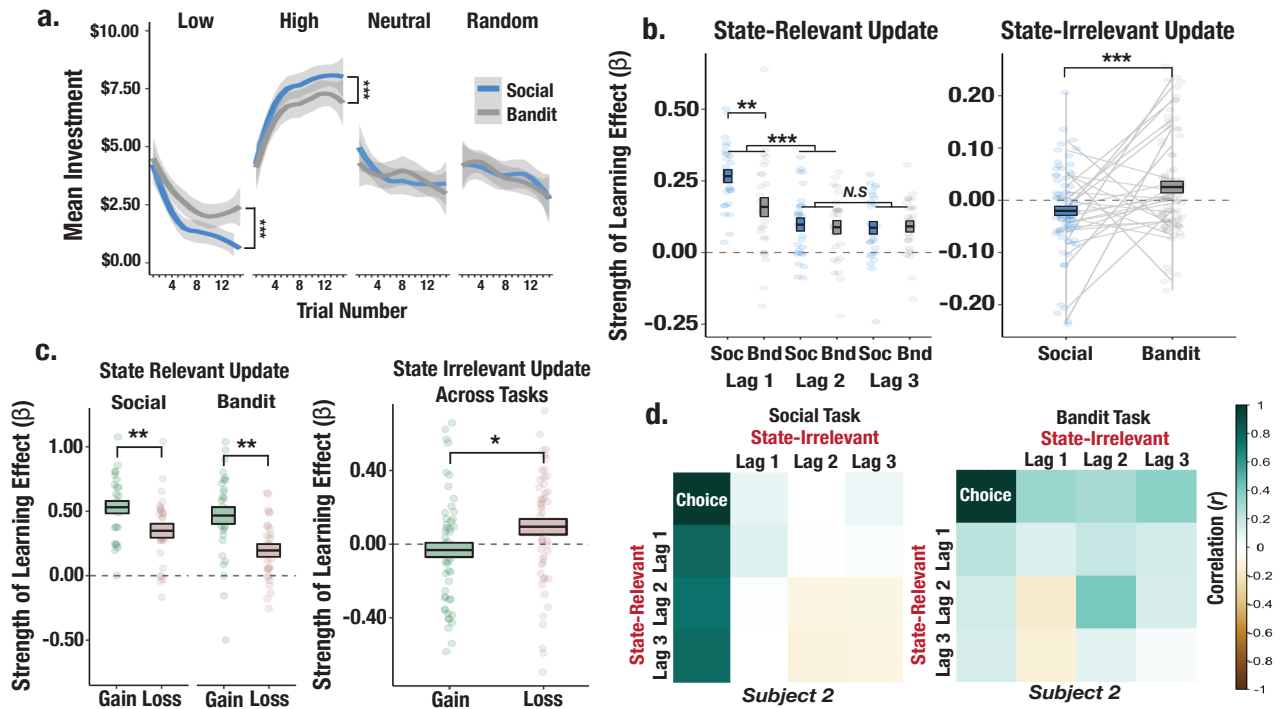 a.
Low High Neutral Random
$10.00
$7.50
$5.00
$2.50
$0.00
Mean Investment
Social
Bandit
***
***
4 8 12 4 8 12 4 8 12 4 8 12
Trial Number
b.
State-Relevant Update
Strength of Learning Effect (β)
0.50
0.25
0.00
-0.25
**
***
N.S
Soc Bnd Soc Bnd Soc Bnd
Lag 1 Lag 2 Lag 3
State-Irrelevant Update
***
0.20
0.10
0.00
-0.10
-0.20
Social Bandit
c.
State Relevant Update
Social Bandit
Strength of Learning Effect (β)
1.00
0.50
0.00
-0.50
** **
Gain Loss Gain Loss
State Irrelevant Update
Across Tasks
Strength of Learning Effect (β)
*
0.40
0.00
-0.40
Gain Loss
d.
Social Task
State-Irrelevant
Lag 1 Lag 2 Lag 3
Choice
State-Relevant
Lag 1
Lag 2
Lag 3
Subject 2
Bandit Task
State-Irrelevant
Lag 1 Lag 2 Lag 3
Choice
State-Relevant
Lag 1
Lag 2
Lag 3
Subject 2
Correlation (r)
1
0.8
0.6
0.4
0.2
0
-0.2
-0.4
-0.6
-0.8
-1